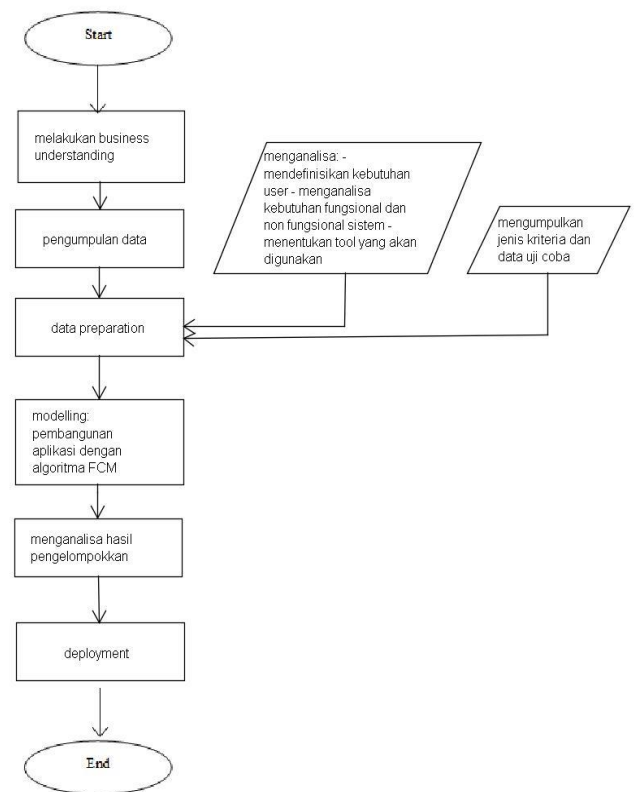 Start
melakukan business
understanding
pengumpulan data
menganalisa: -
mendefinisikan kebutuhan
user - menganalisa
kebutuhan fungsional dan
non fungsional sistem -
menentukan tool yang akan
digunakan
mengumpulkan
jenis kriteria dan
data uji coba
data preparation
modelling:
pembangunan
aplikasi dengan
algoritma FCM
menganalisa hasil
pengelompokkan
deployment
End